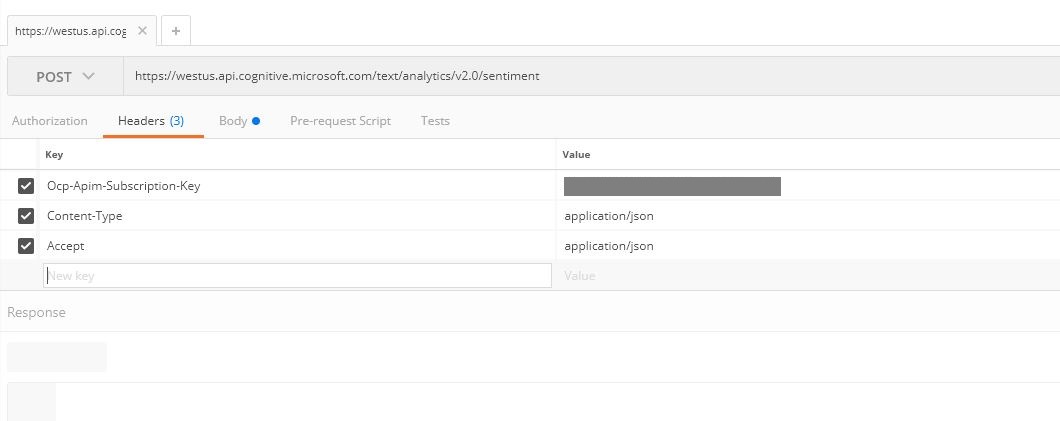 https://westus.api.cog
POST https://westus.api.cognitive.microsoft.com/text/analytics/v2.0/sentiment
Authorization Headers (3) Body Pre-request Script Tests
Key Value
Ocp-Apim-Subscription-Key
Content-Type application/json
Accept application/json
New key Value
Response